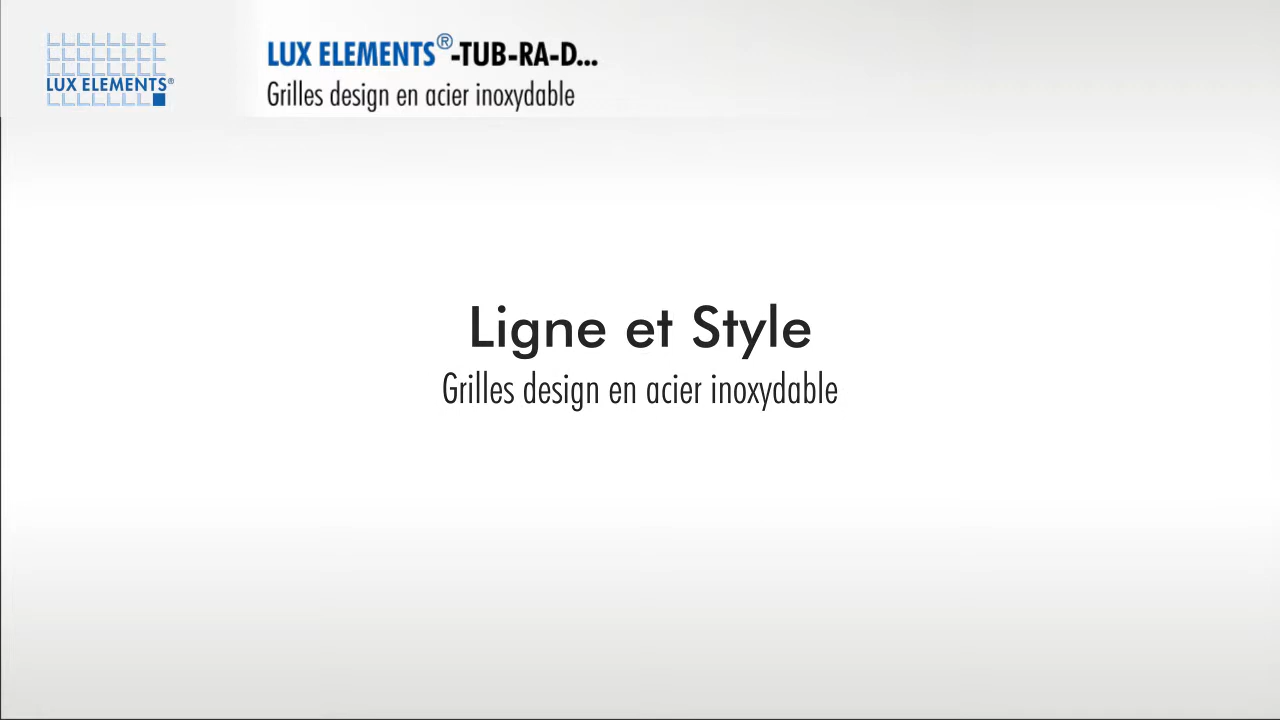 LUX ELEMENTS®
LUX ELEMENTS®-TUB-RA-D...
Grilles design en acier inoxydable
Ligne et Style
Grilles design en acier inoxydable